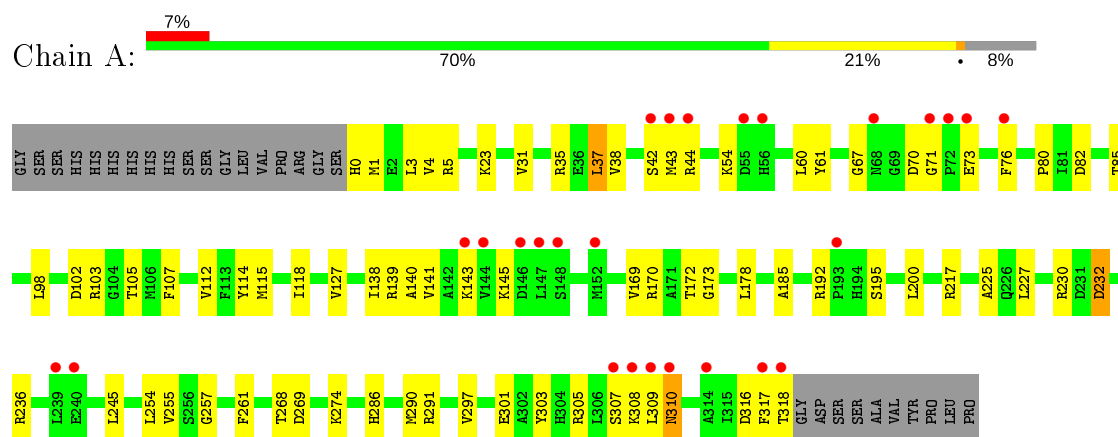 7%
Chain A:
70% 21% • 8%
GLY SER SER HIS HIS HIS HIS HIS HIS SER SER GLY LEU VAL PRO ARG GLY SER H0 M1 E2 L3 V4 R5 K23 V31 R35 E36 L37 V38 S42 M43 R44 K54 D55 H56 L60 Y61 G67 N68 G69 D70 G71 P72 E73 F76 P80 I81 D82 T85
L98 D102 R103 G104 T105 M106 F107 V112 F113 Y114 M115 I118 V127 I138 R139 A140 V141 A142 K143 V144 K145 D146 L147 S148 M152 V169 R170 A171 T172 G173 L178 A185 R192 P193 H194 S195 L200 R217 A225 Q226 L227 R230 D231 D232
R236 L239 E240 L245 L254 V255 S256 G257 F261 T268 D269 K274 H286 M290 R291 V297 E301 A302 Y303 H304 R305 L306 S307 K308 L309 N310 A314 I315 D316 F317 T318 GLY ASP SER SER ALA VAL TYR PRO LEU PRO